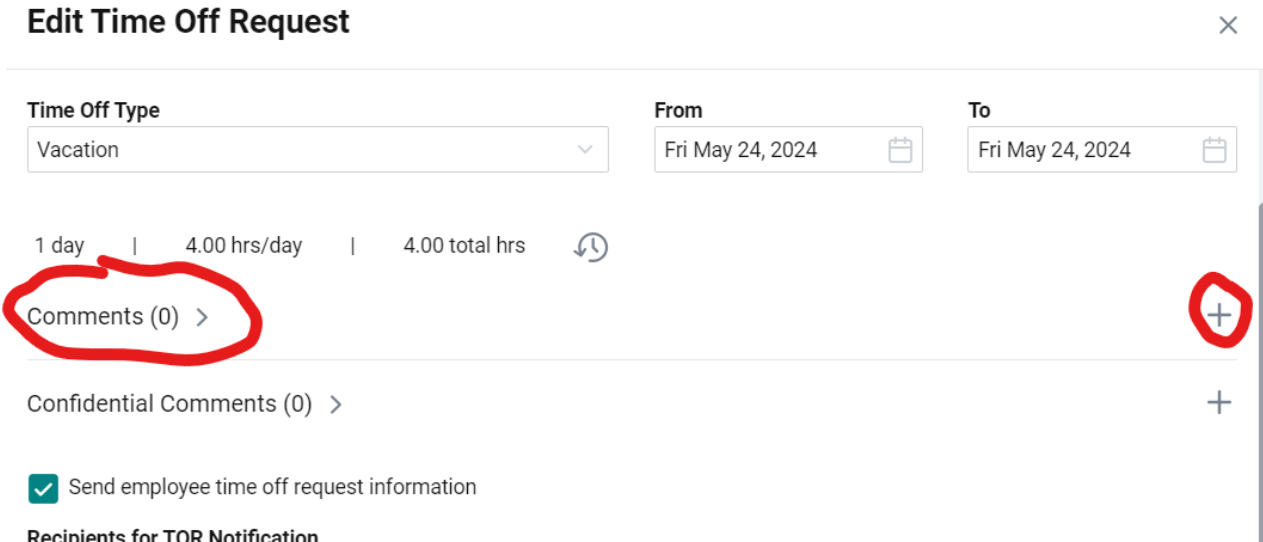 Edit Time Off Request
Time Off Type From To
Vacation Fri May 24, 2024 Fri May 24, 2024
1 day | 4.00 hrs/day | 4.00 total hrs
Comments (0)
Confidential Comments (0)
Send employee time off request information
Recipients for TOR Notification